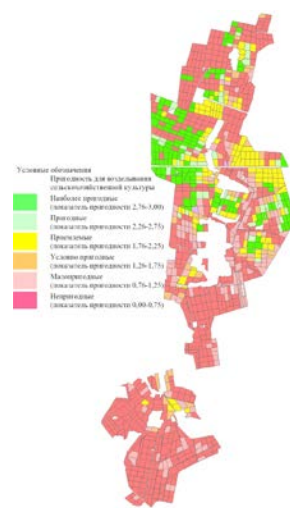 Условные обозначения
Пригодность для возделывания
сельскохозяйственной культуры
Наиболее пригодные
(показатель пригодности 2,76-3,00)
Пригодные
(показатель пригодности 2,26-2,75)
Приемлемые
(показатель пригодности 1,76-2,25)
Условно пригодные
(показатель пригодности 1,26-1,75)
Малопригодные
(показатель пригодности 0,76-1,25)
Непригодные
(показатель пригодности 0,00-0,75)